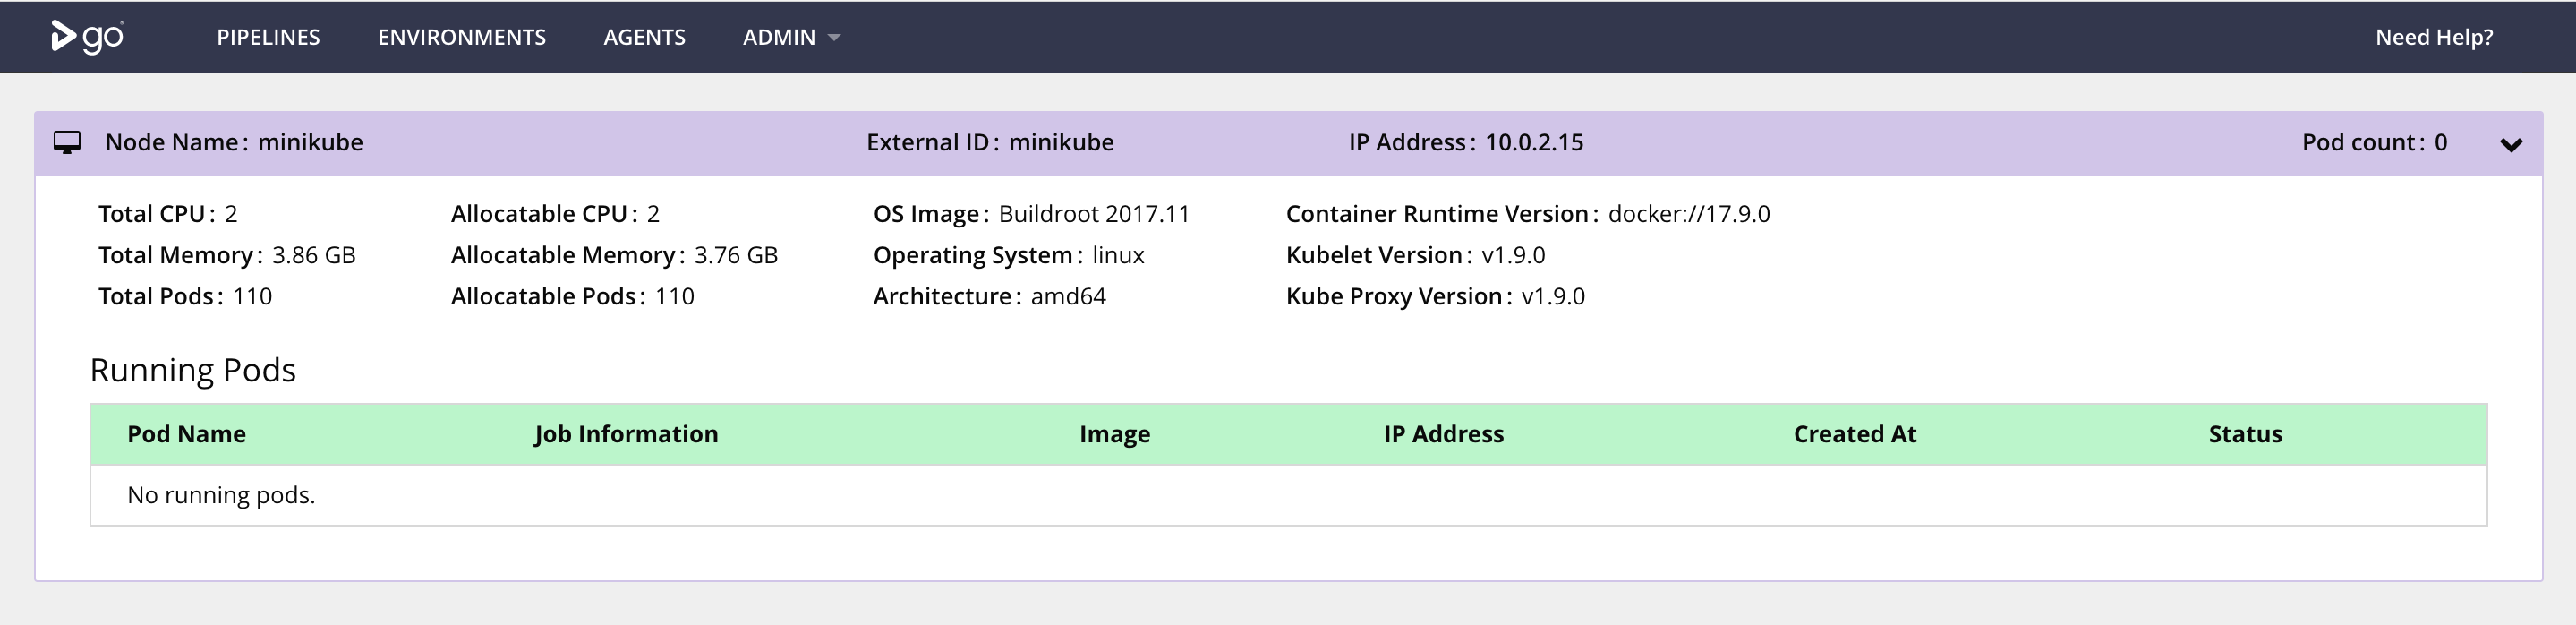 go PIPELINES ENVIRONMENTS AGENTS ADMIN Need Help?
Node Name : minikube External ID : minikube IP Address : 10.0.2.15 Pod count : 0
Total CPU : 2 Allocatable CPU : 2 OS Image : Buildroot 2017.11 Container Runtime Version : docker://17.9.0
Total Memory : 3.86 GB Allocatable Memory : 3.76 GB Operating System : linux Kubelet Version : v1.9.0
Total Pods : 110 Allocatable Pods : 110 Architecture : amd64 Kube Proxy Version : v1.9.0
Running Pods
Pod Name Job Information Image IP Address Created At Status
No running pods.